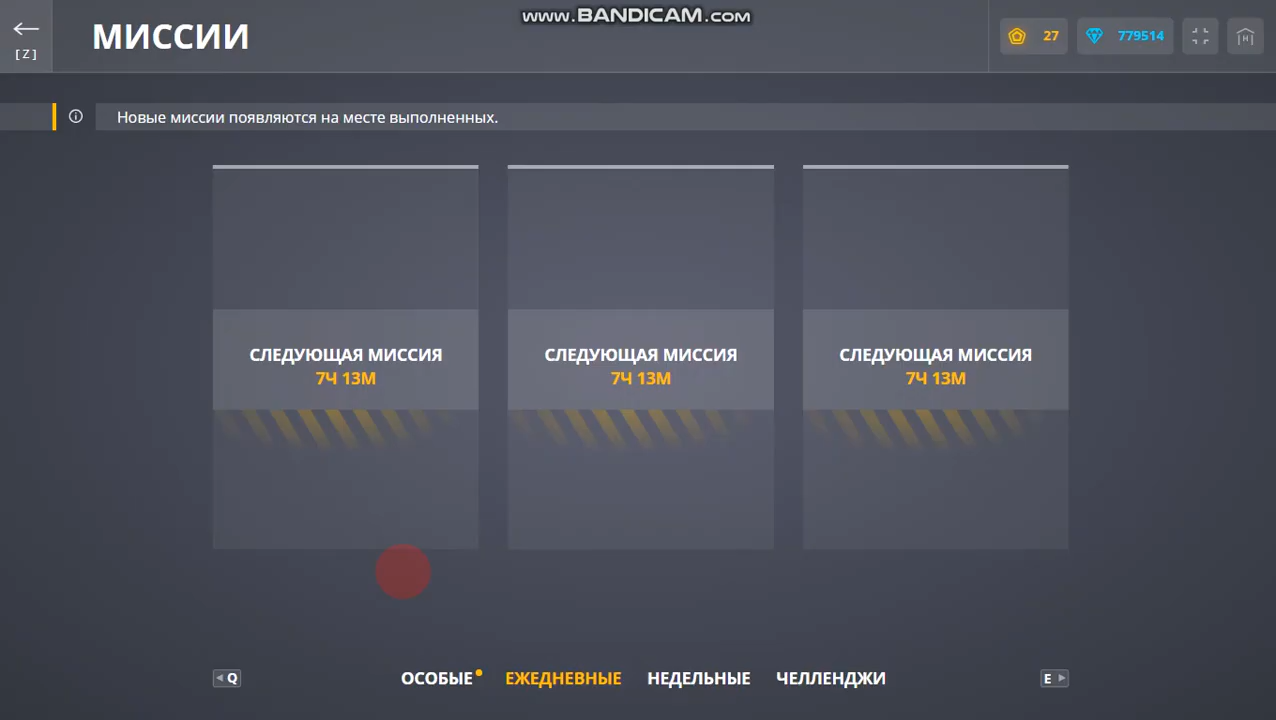 www.BANDICAM.com
[Z]
МИССИИ
27
779514
[H]
Новые миссии появляются на месте выполненных.
СЛЕДУЮЩАЯ МИССИЯ
7Ч 13М
СЛЕДУЮЩАЯ МИССИЯ
7Ч 13М
СЛЕДУЮЩАЯ МИССИЯ
7Ч 13М
Q
ОСОБЫЕ
ЕЖЕДНЕВНЫЕ
НЕДЕЛЬНЫЕ
ЧЕЛЛЕНДЖИ
E